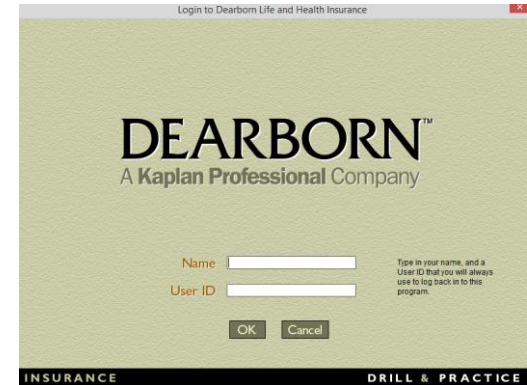 Login to Dearborn Life and Health Insurance
DEARBORN™
A Kaplan Professional Company
Name
User ID
Type in your name, and a
User ID that you will always
use to log back in to this
program.
OK Cancel
INSURANCE DRILL & PRACTICE